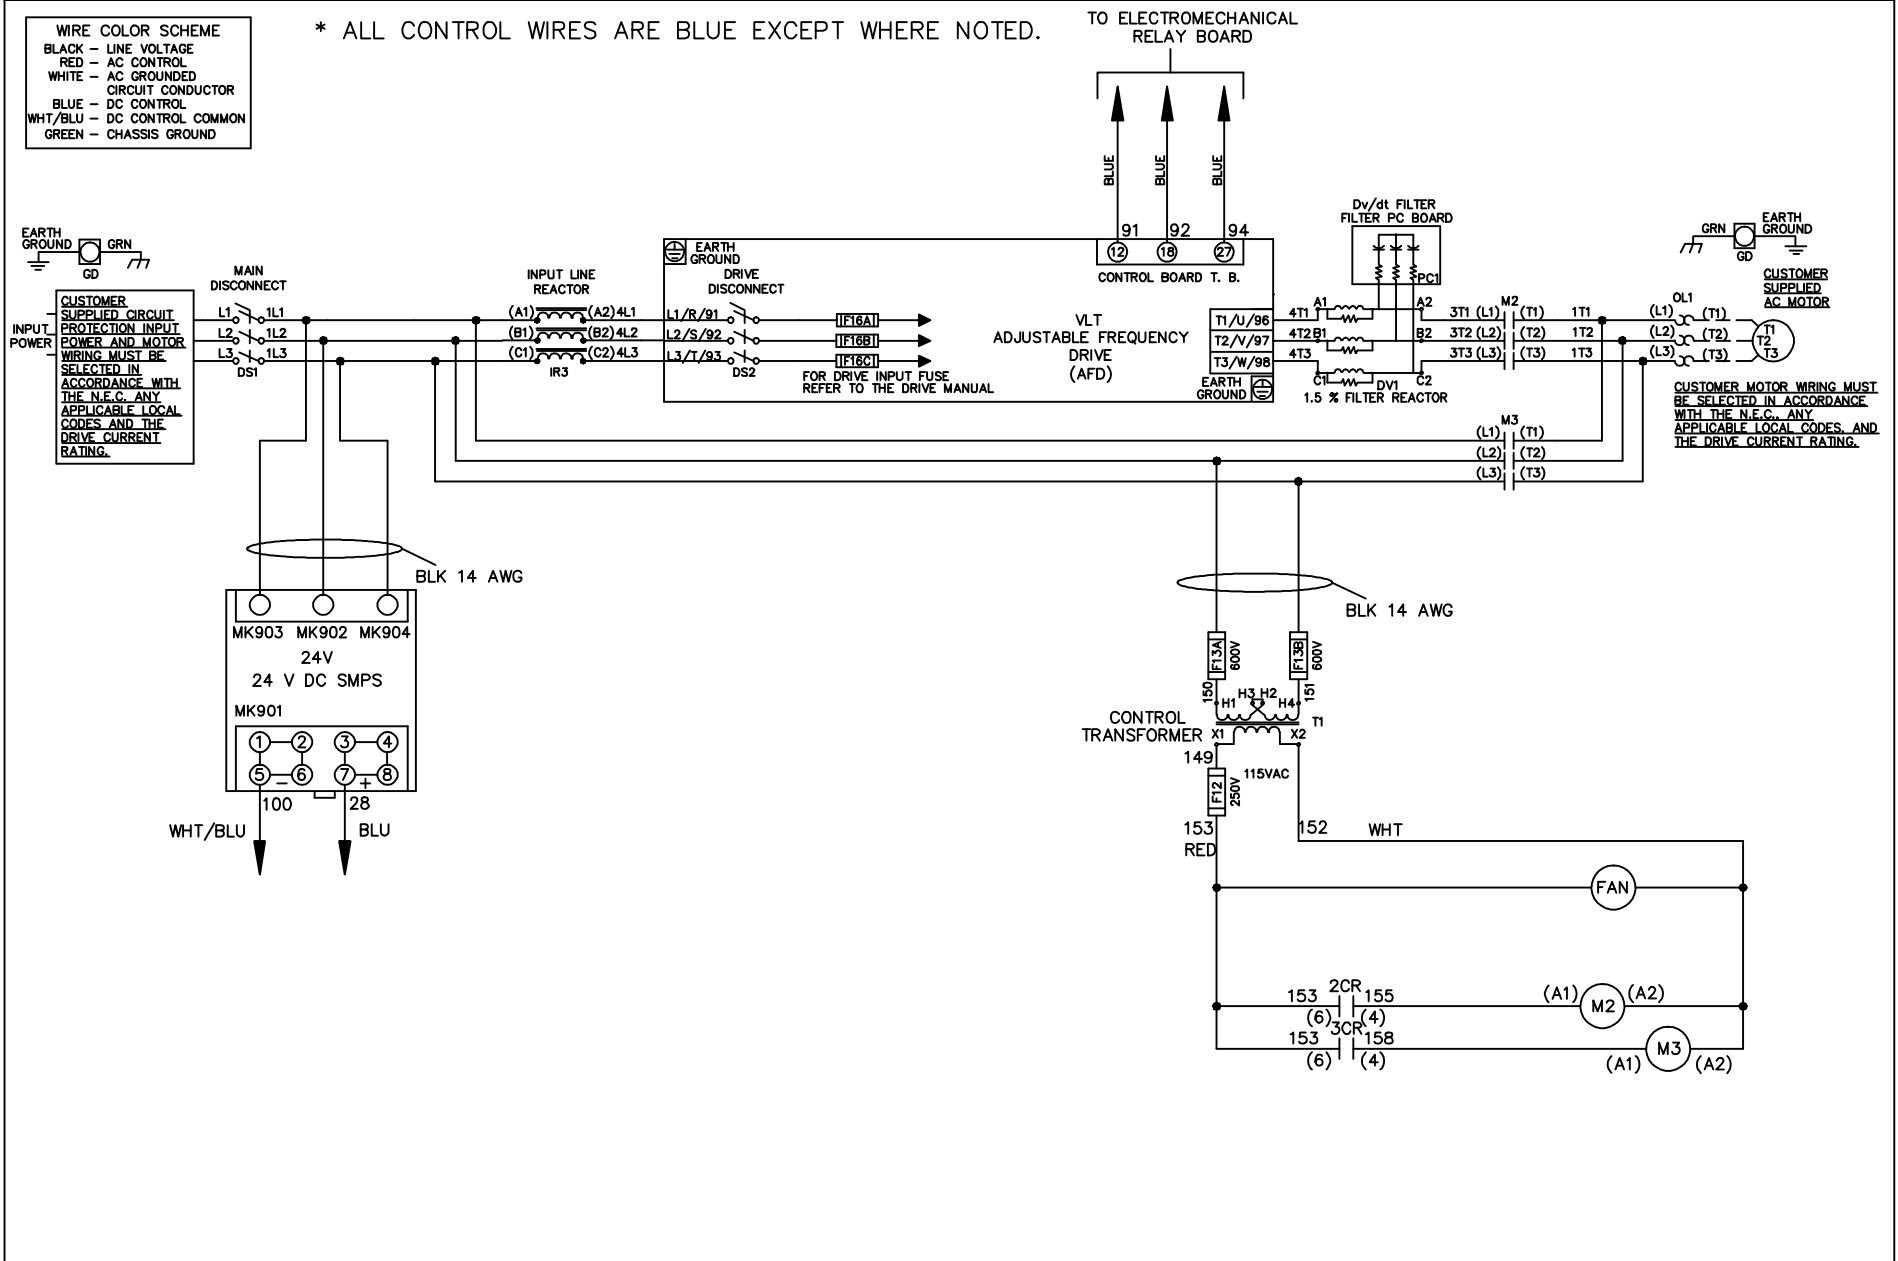 WIRE COLOR SCHEME
BLACK – LINE VOLTAGE
RED – AC CONTROL
WHITE – AC GROUNDED
CIRCUIT CONDUCTOR
BLUE – DC CONTROL
WHT/BLU – DC CONTROL COMMON
GREEN – CHASSIS GROUND
* ALL CONTROL WIRES ARE BLUE EXCEPT WHERE NOTED.
TO ELECTROMECHANICAL
RELAY BOARD
BLUE
BLUE
BLUE
91 92 94
12 18 27
CONTROL BOARD T. B.
EARTH
GROUND
GRN
GD
INPUT
POWER
CUSTOMER
SUPPLIED CIRCUIT
PROTECTION INPUT
POWER AND MOTOR
WIRING MUST BE
SELECTED IN
ACCORDANCE WITH
THE N.E.C. ANY
APPLICABLE LOCAL
CODES AND THE
DRIVE CURRENT
RATING.
MAIN
DISCONNECT
L1 1L1
L2 1L2
L3 1L3
DS1
INPUT LINE
REACTOR
(A1) (A2) 4L1
(B1) (B2) 4L2
(C1) (C2) 4L3
IR3
EARTH
GROUND
DRIVE
DISCONNECT
L1/R/91
L2/S/92
L3/T/93
DS2
F16A
F16B
F16C
FOR DRIVE INPUT FUSE
REFER TO THE DRIVE MANUAL
VLT
ADJUSTABLE FREQUENCY
DRIVE
(AFD)
T1/U/96
T2/V/97
T3/W/98
EARTH
GROUND
4T1
4T2
4T3
A1 A2
B1 B2
C1 C2
DV1
1.5 % FILTER REACTOR
Dv/dt FILTER
FILTER PC BOARD
PC1
M2
3T1 (L1) (T1) 1T1
3T2 (L2) (T2) 1T2
3T3 (L3) (T3) 1T3
M3
(L1) (T1)
(L2) (T2)
(L3) (T3)
OL1
(L1) (T1)
(L2) (T2)
(L3) (T3)
T1
T2
T3
GRN
GD
EARTH
GROUND
CUSTOMER
SUPPLIED
AC MOTOR
CUSTOMER MOTOR WIRING MUST
BE SELECTED IN ACCORDANCE
WITH THE N.E.C., ANY
APPLICABLE LOCAL CODES, AND
THE DRIVE CURRENT RATING.
BLK 14 AWG
MK903 MK902 MK904
24V
24 V DC SMPS
MK901
1 2 3 4
5 6 7 8
– +
100 28
WHT/BLU BLU
BLK 14 AWG
F13A
600V
F13B
600V
150
151
H1 H3 H2 H4
CONTROL
TRANSFORMER
T1
X1 X2
149
115VAC
F12
250V
153
RED
152 WHT
FAN
2CR
153 155
(6) (4)
(A1) M2 (A2)
3CR
153 158
(6) (4)
(A1) M3 (A2)